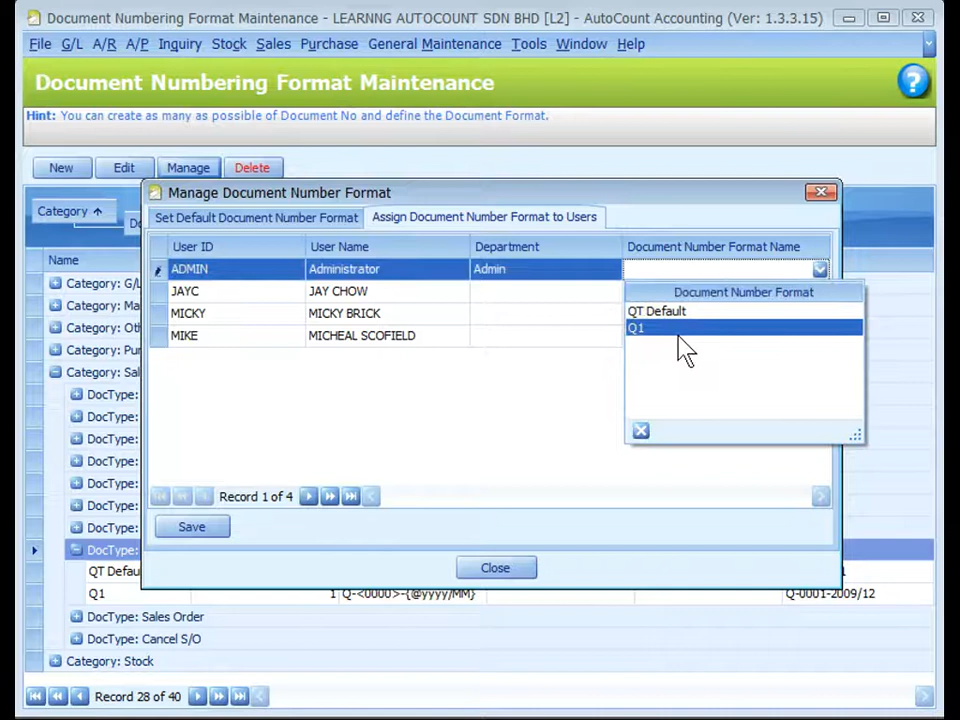 Document Numbering Format Maintenance - LEARNNG AUTOCOUNT SDN BHD [L2] - AutoCount Accounting (Ver: 1.3.3.15)
File G/L A/R A/P Inquiry Stock Sales Purchase General Maintenance Tools Window Help
Document Numbering Format Maintenance
Hint: You can create as many as possible of Document No and define the Document Format.
New Edit Manage Delete
Manage Document Number Format
Category
Set Default Document Number Format Assign Document Number Format to Users
Name
User ID User Name Department Document Number Format Name
ADMIN Administrator Admin
Category: G/L
JAYC JAY CHOW
Document Number Format
Category: Ma
MICKY MICKY BRICK
QT Default
Category: Oth
MIKE MICHEAL SCOFIELD
Q1
Category: Pur
Category: Sal
DocType:
DocType:
DocType:
DocType:
DocType:
Record 1 of 4
DocType:
DocType:
Save
DocType:
QT Defau
Close
Q1 1 Q-<0000>-{@yyyy/MM} Q-0001-2009/12
DocType: Sales Order
DocType: Cancel S/O
Category: Stock
Record 28 of 40